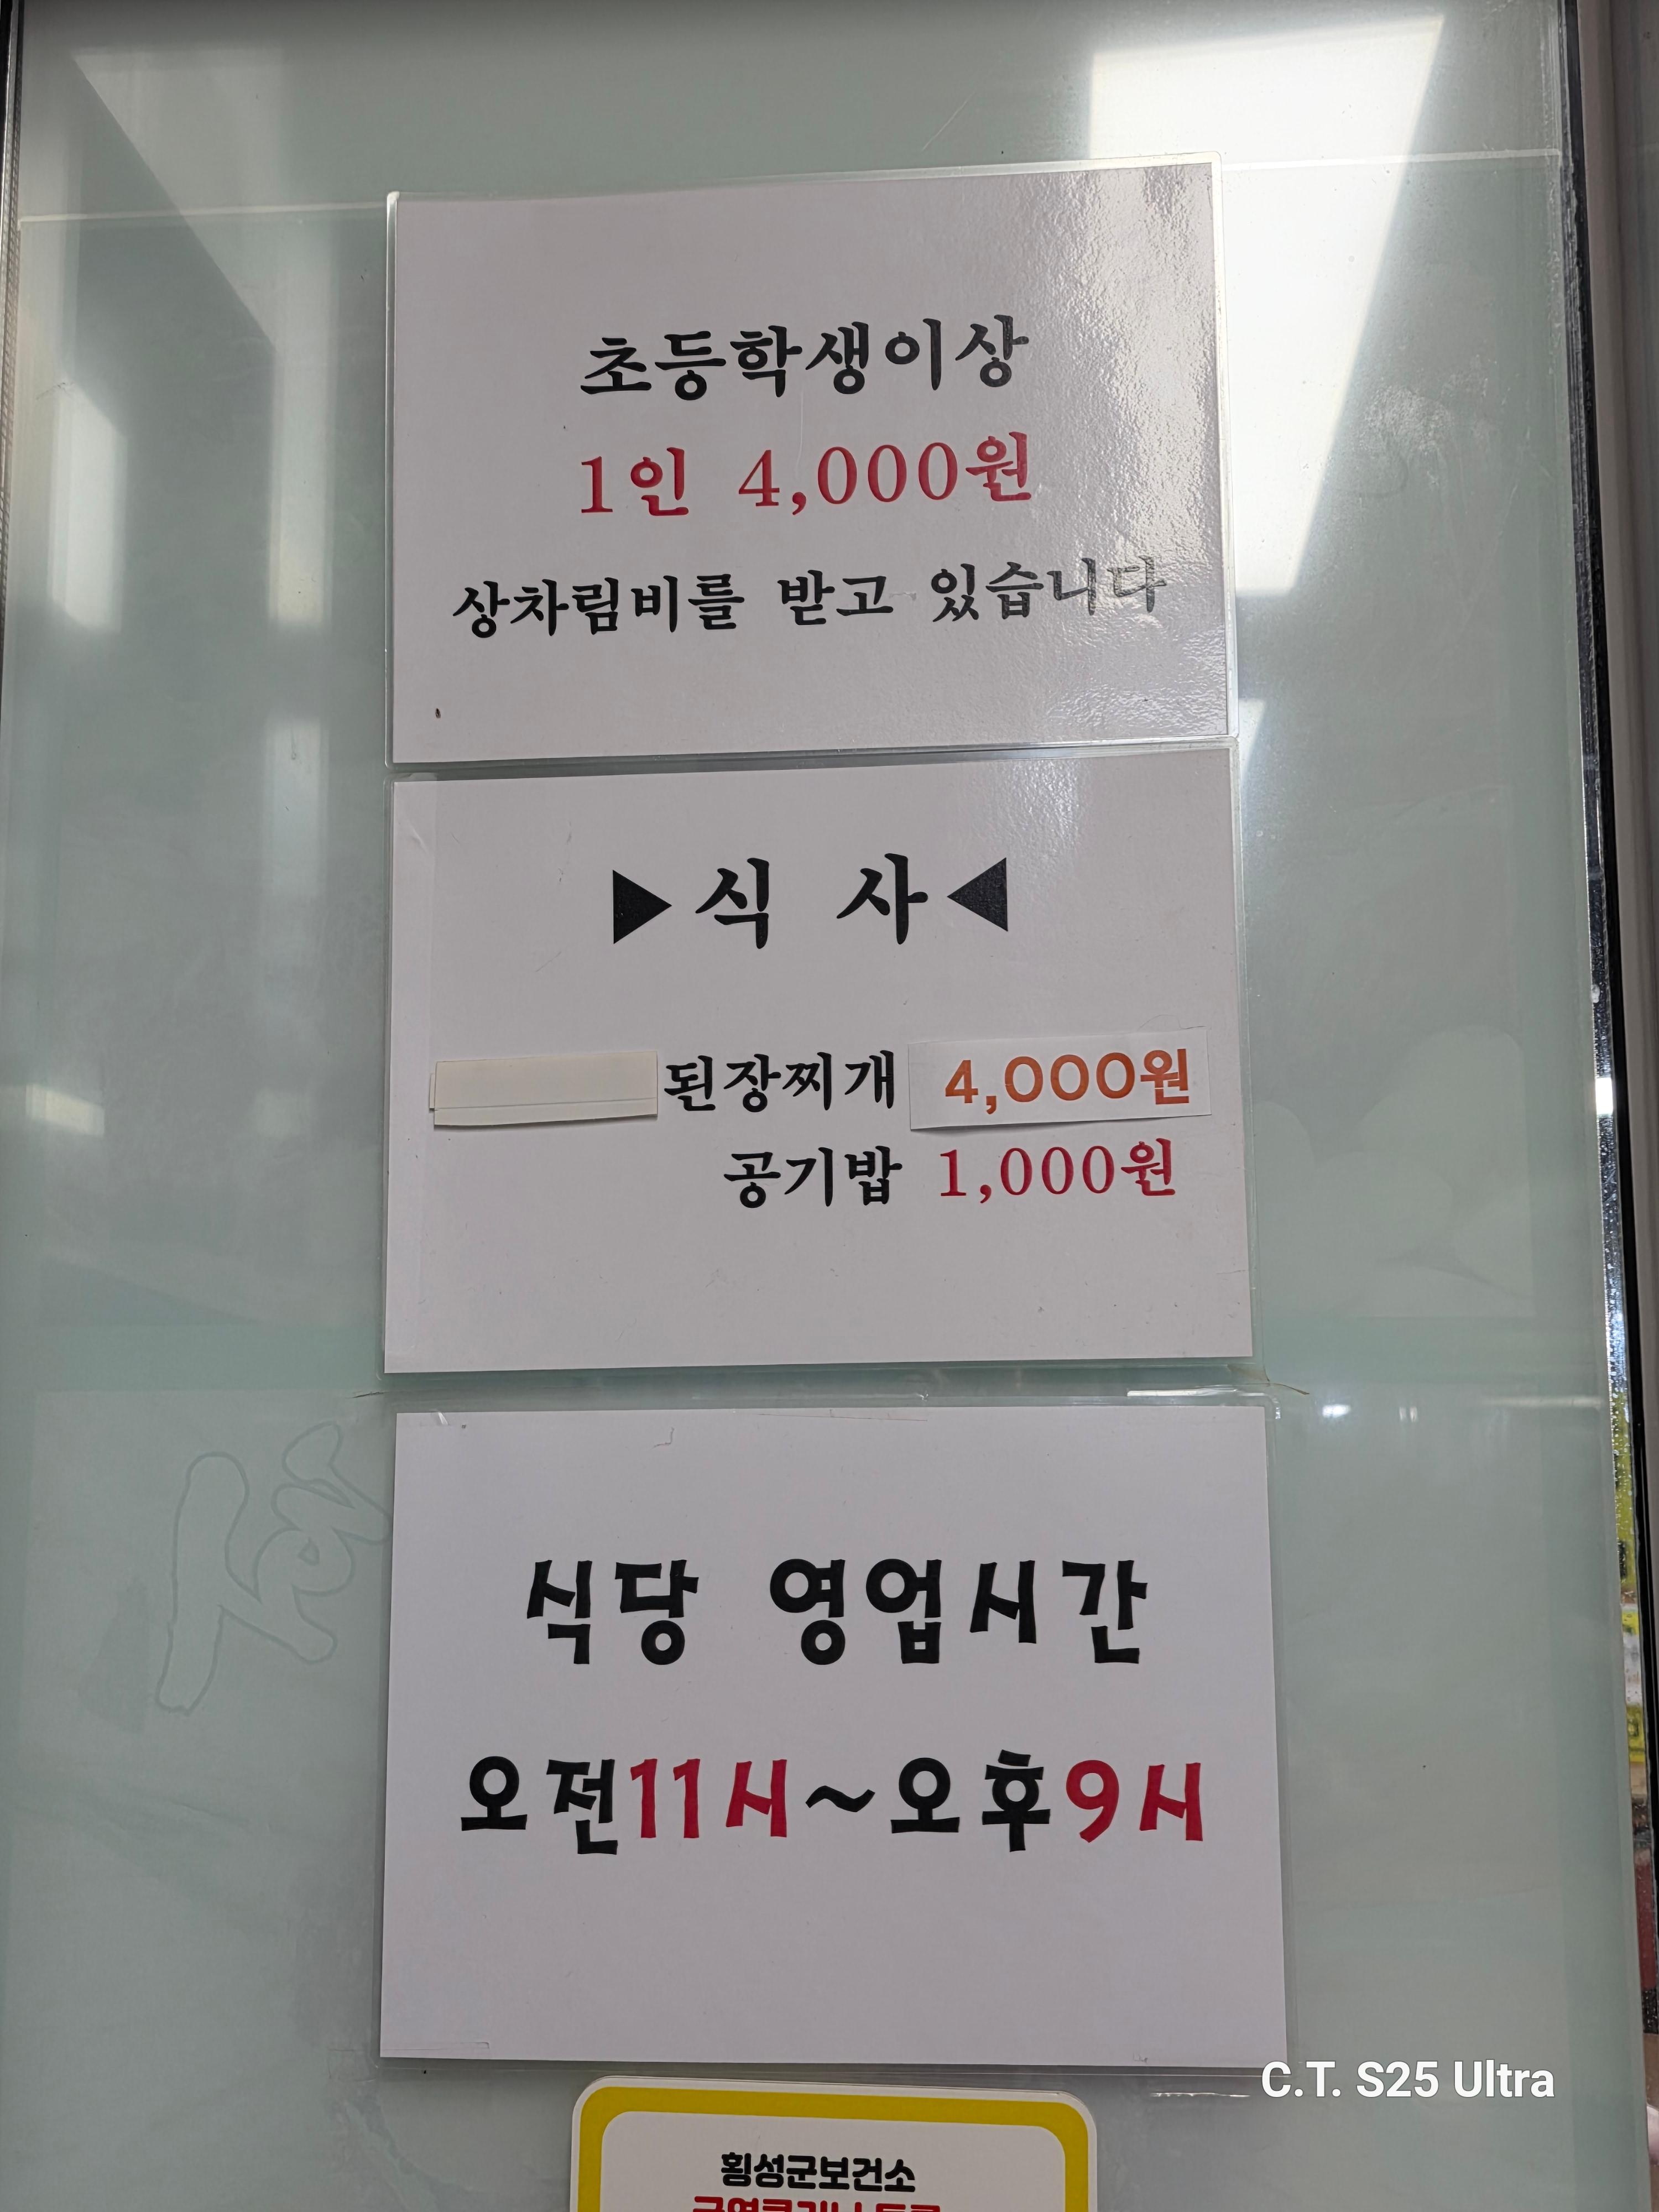 초등학생이상
1인 4,000원
상차림비를 받고 있습니다
▶식 사◀
된장찌개 4,000원
공기밥 1,000원
식당 영업시간
오전11시~오후9시
C.T. S25 Ultra
횡성군보건소